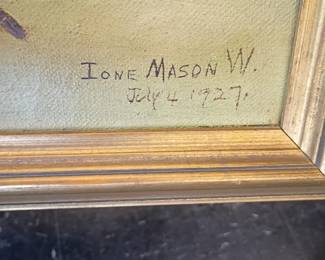 IONE MASON W.
July 4 1927.